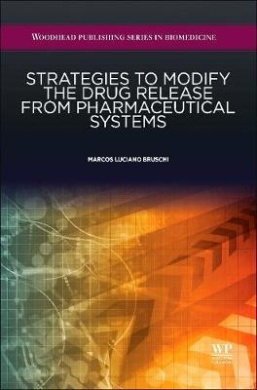 WOODHEAD PUBLISHING SERIES IN BIOMEDICINE
STRATEGIES TO MODIFY
THE DRUG RELEASE
FROM PHARMACEUTICAL
SYSTEMS
MARCOS LUCIANO BRUSCHI
WP